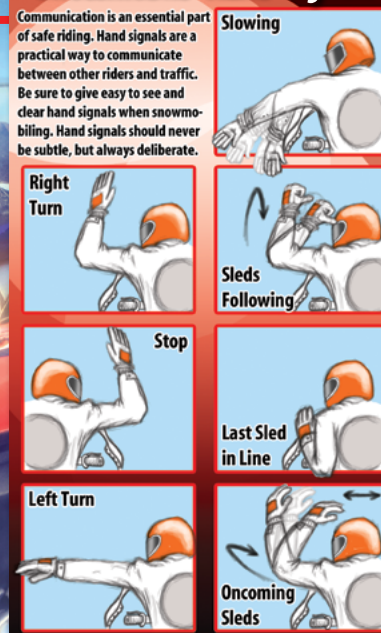 Communication is an essential part
of safe riding. Hand signals are a
practical way to communicate
between other riders and traffic.
Be sure to give easy to see and
clear hand signals when snowmo-
biling. Hand signals should never
be subtle, but always deliberate.
Slowing
Right
Turn
Sleds
Following
Stop
Last Sled
in Line
Left Turn
Oncoming
Sleds